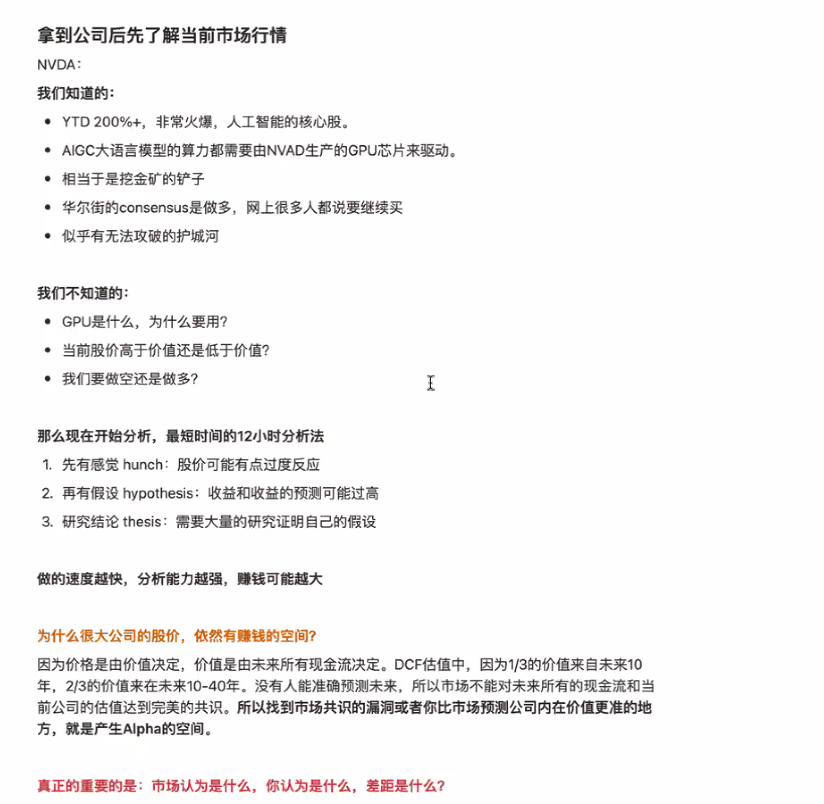 拿到公司后先了解当前市场行情
NVDA：
我们知道的：
• YTD 200%+，非常火爆，人工智能的核心股。
• AIGC大语言模型的算力都需要由NVAD生产的GPU芯片来驱动。
• 相当于是挖金矿的铲子
• 华尔街的consensus是做多，网上很多人都说要继续买
• 似乎有无法攻破的护城河
我们不知道的：
• GPU是什么，为什么要用？
• 当前股价高于价值还是低于价值？
• 我们要做空还是做多？
那么现在开始分析，最短时间的12小时分析法
1. 先有感觉 hunch：股价可能有点过度反应
2. 再有假设 hypothesis：收益和收益的预测可能过高
3. 研究结论 thesis：需要大量的研究证明自己的假设
做的速度越快，分析能力越强，赚钱可能越大
为什么很大公司的股价，依然有赚钱的空间？
因为价格是由价值决定，价值是由未来所有现金流决定。DCF估值中，因为1/3的价值来自未来10
年，2/3的价值来在未来10-40年。没有人能准确预测未来，所以市场不能对未来所有的现金流和当
前公司的估值达到完美的共识。所以找到市场共识的漏洞或者你比市场预测公司内在价值更准的地
方，就是产生Alpha的空间。
真正的重要的是：市场认为是什么，你认为是什么，差距是什么？